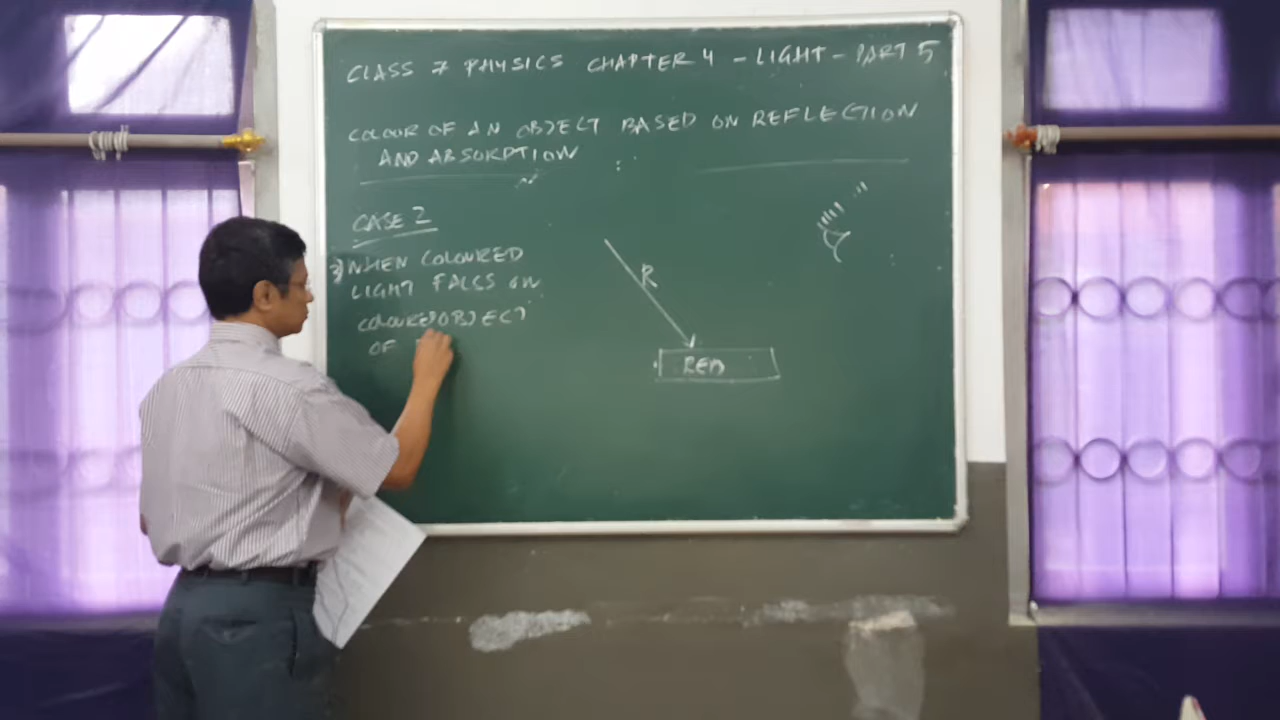 CLASS 7 PHYSICS CHAPTER 4 - LIGHT - PART 5
COLOUR OF AN OBJECT BASED ON REFLECTION
AND ABSORPTION
CASE 2
WHEN COLOURED
LIGHT FALLS ON
COLOURED OBJECT
OF
R
RED